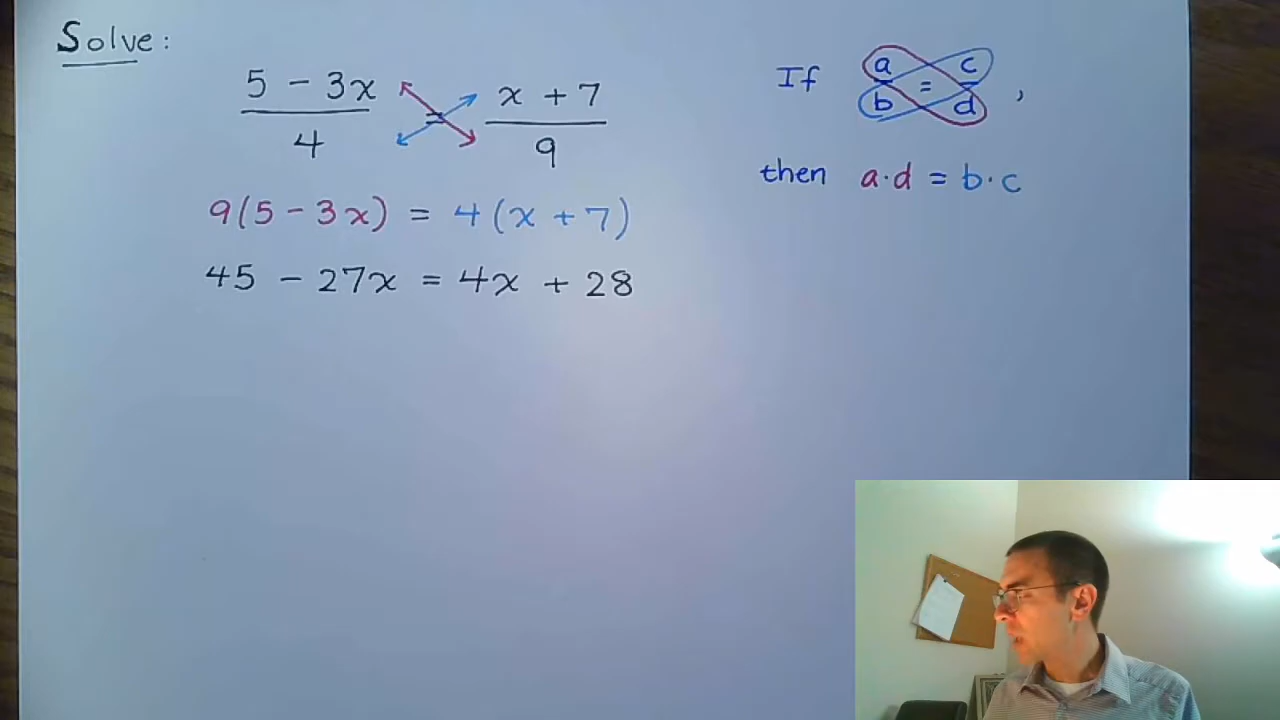 Solve:
5 - 3x / 4 = x + 7 / 9
9(5 - 3x) = 4(x + 7)
45 - 27x = 4x + 28
If a/b = c/d,
then a·d = b·c